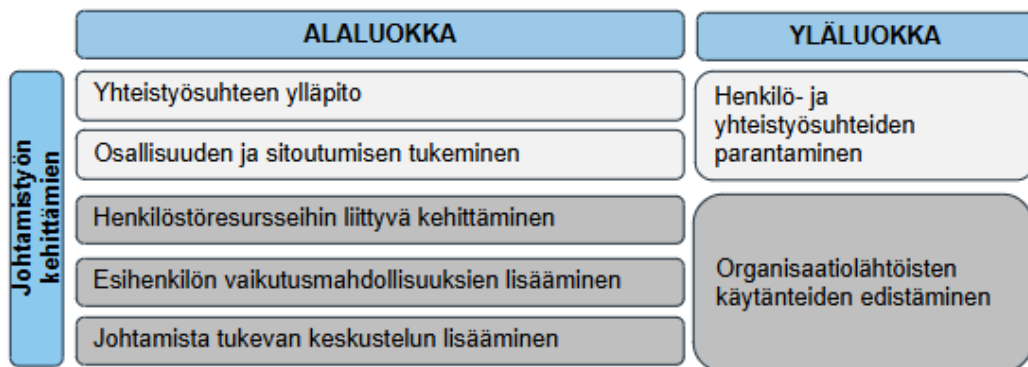 ALALUOKKA
YLÄLUOKKA
Johtamistyön
kehittämien
Yhteistyösuhteen ylläpito
Osallisuuden ja sitoutumisen tukeminen
Henkilö- ja
yhteistyösuhteiden
parantaminen
Henkilöstöresursseihin liittyvä kehittäminen
Esihenkilön vaikutusmahdollisuuksien lisääminen
Johtamista tukevan keskustelun lisääminen
Organisaatiolähtöisten
käytänteiden edistäminen